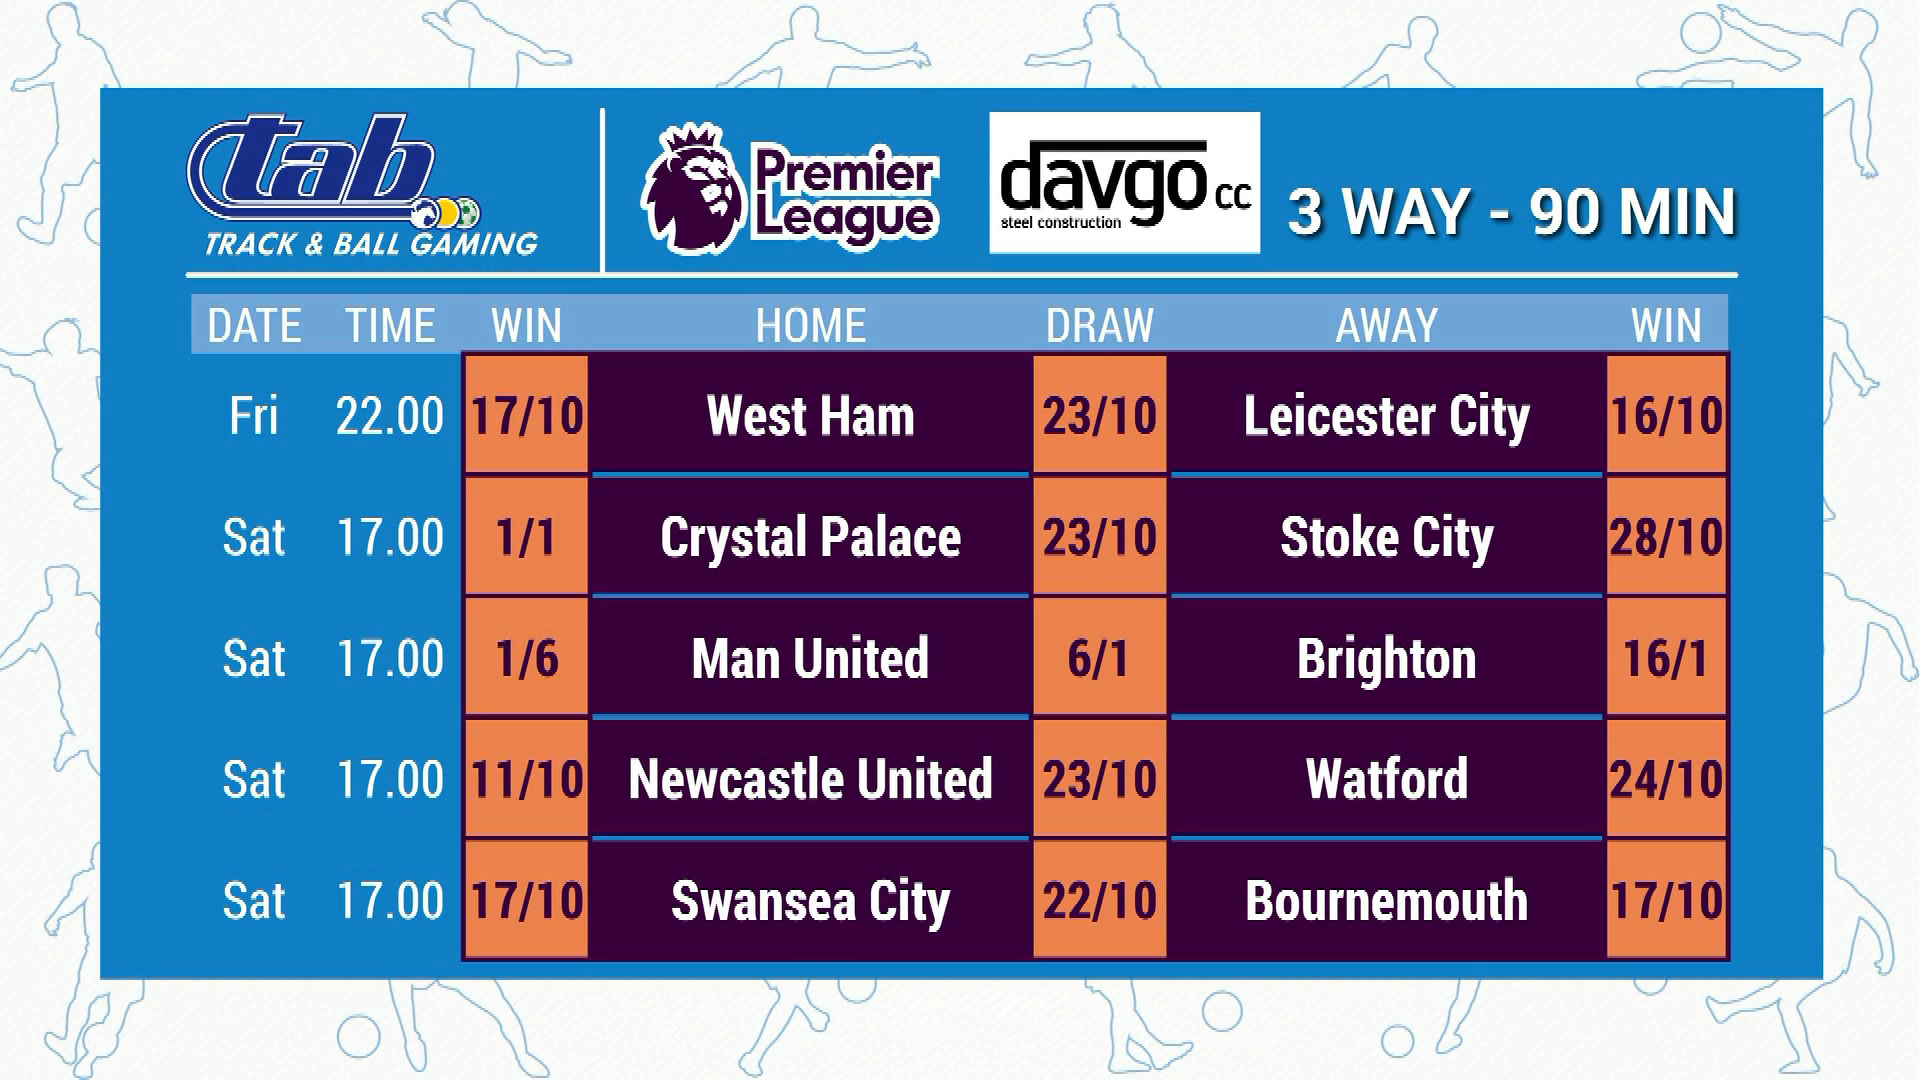 tab
TRACK & BALL GAMING
Premier
League
davgo cc
steel construction
3 WAY - 90 MIN
DATE TIME WIN HOME DRAW AWAY WIN
Fri 22.00 17/10 West Ham 23/10 Leicester City 16/10
Sat 17.00 1/1 Crystal Palace 23/10 Stoke City 28/10
Sat 17.00 1/6 Man United 6/1 Brighton 16/1
Sat 17.00 11/10 Newcastle United 23/10 Watford 24/10
Sat 17.00 17/10 Swansea City 22/10 Bournemouth 17/10